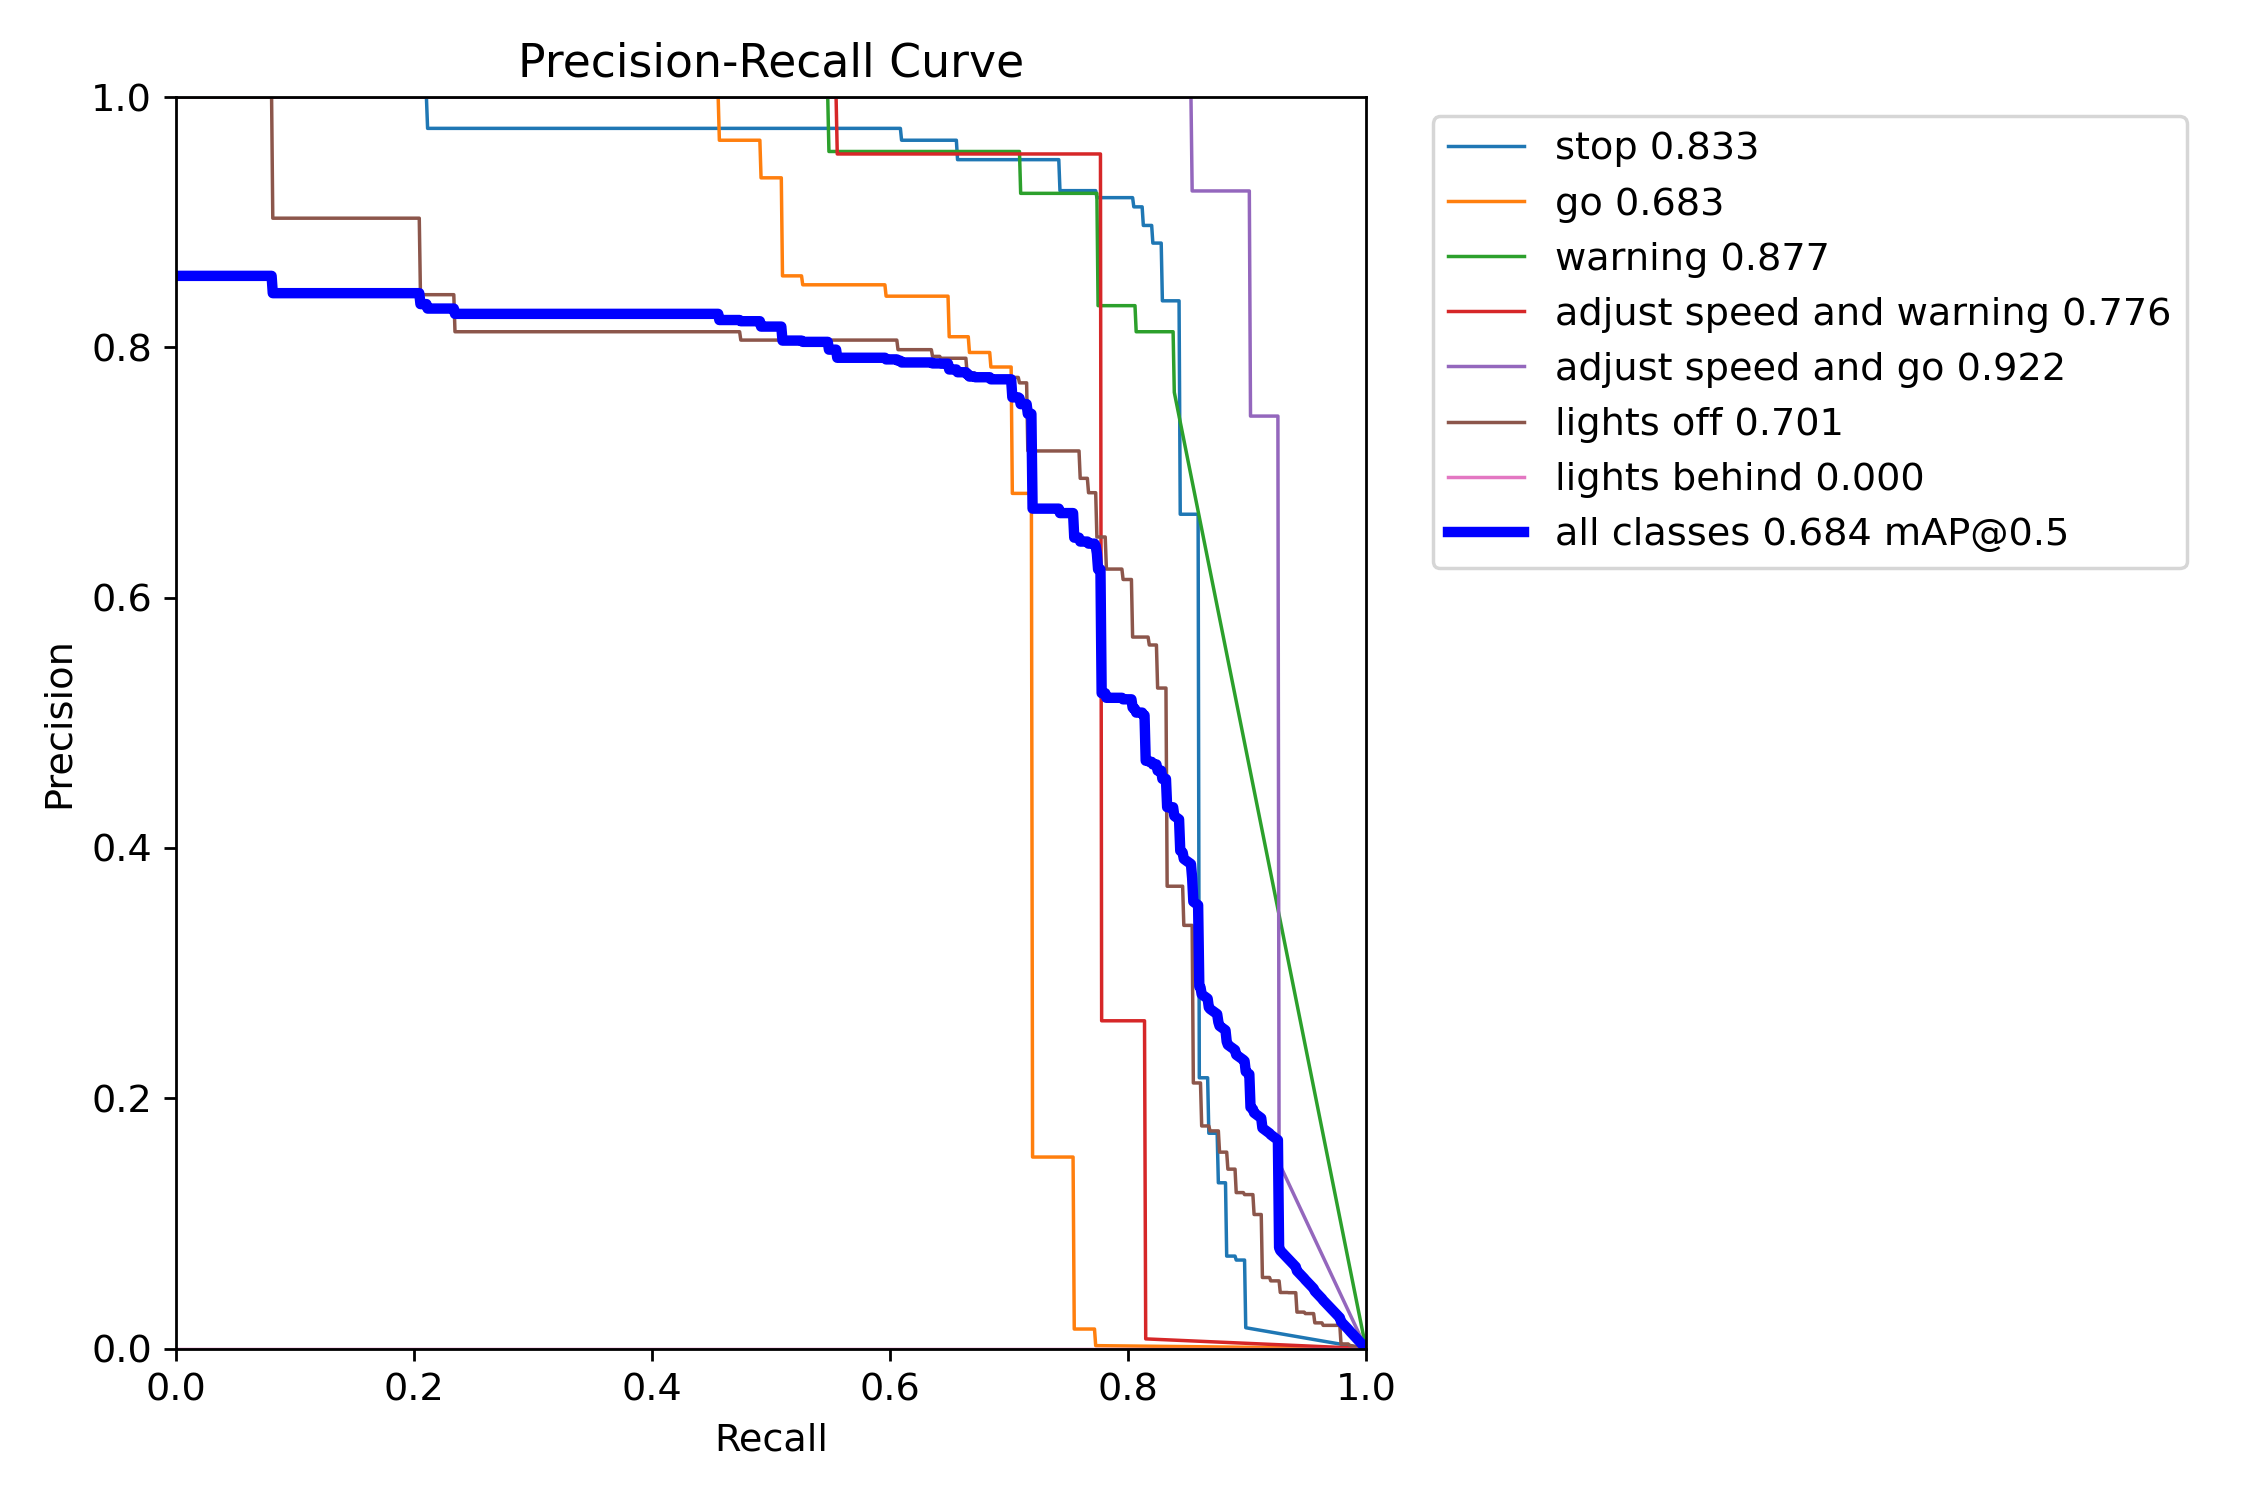 Precision-Recall Curve
1.0
0.8
0.6
0.4
0.2
0.0
Precision
0.0 0.2 0.4 0.6 0.8 1.0
Recall
stop 0.833
go 0.683
warning 0.877
adjust speed and warning 0.776
adjust speed and go 0.922
lights off 0.701
lights behind 0.000
all classes 0.684 mAP@0.5